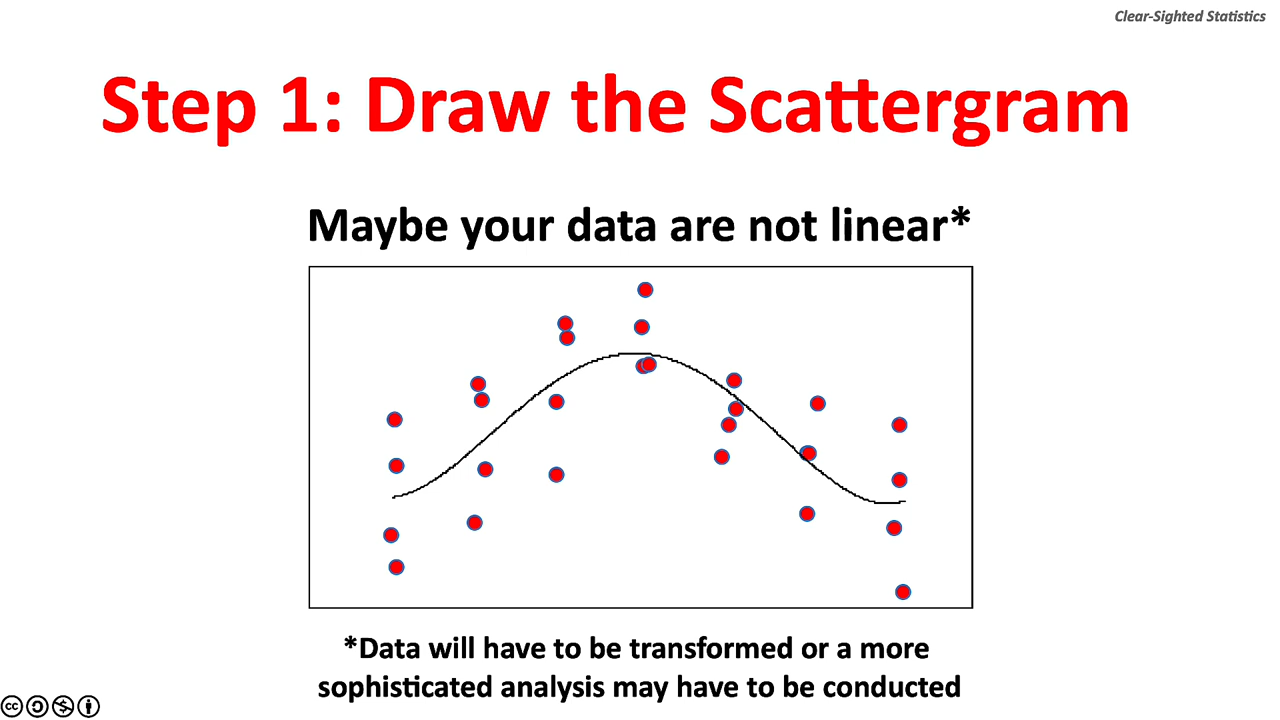 Clear-Sighted Statistics
Step 1: Draw the Scattergram
Maybe your data are not linear*
*Data will have to be transformed or a more
sophisticated analysis may have to be conducted
cc